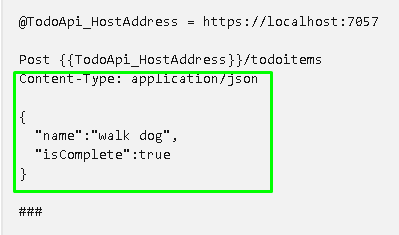 @TodoApi_HostAddress = https://localhost:7057
Post {{TodoApi_HostAddress}}/todoitems
Content-Type: application/json
{
"name":"walk dog",
"isComplete":true
}
###